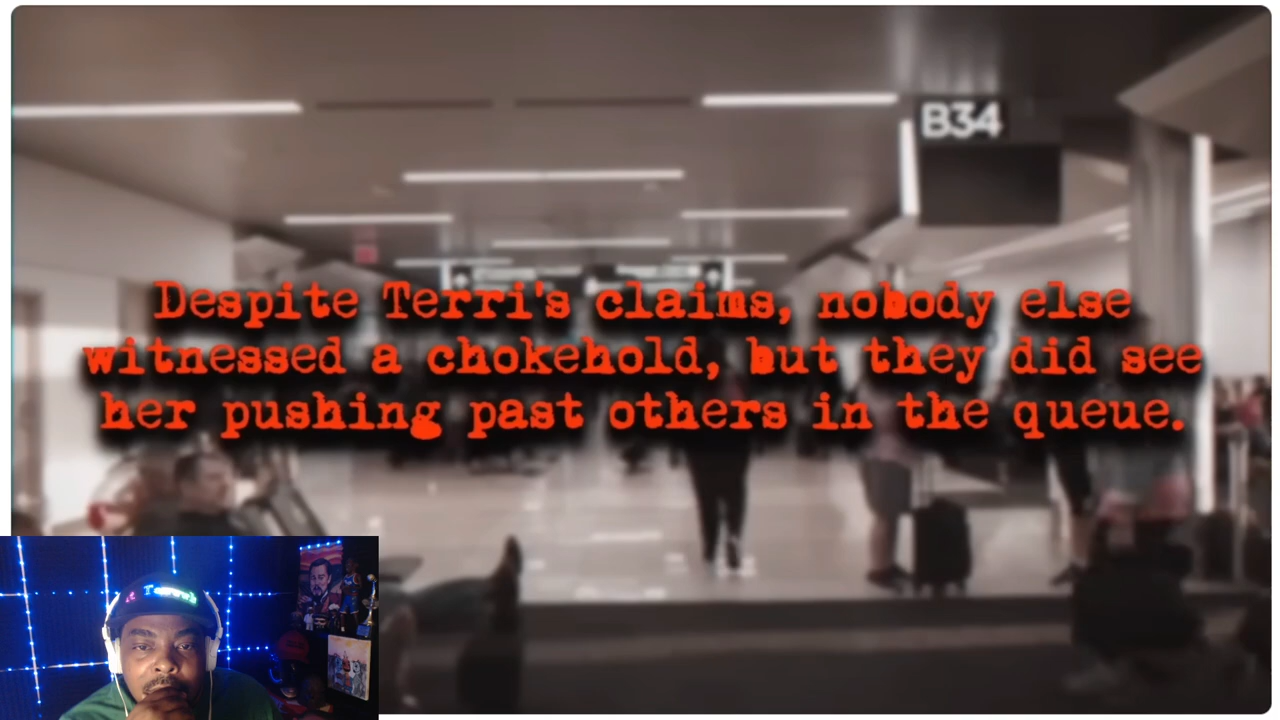 B34
Despite Terri's claims, nobody else
witnessed a chokehold, but they did see
her pushing past others in the queue.